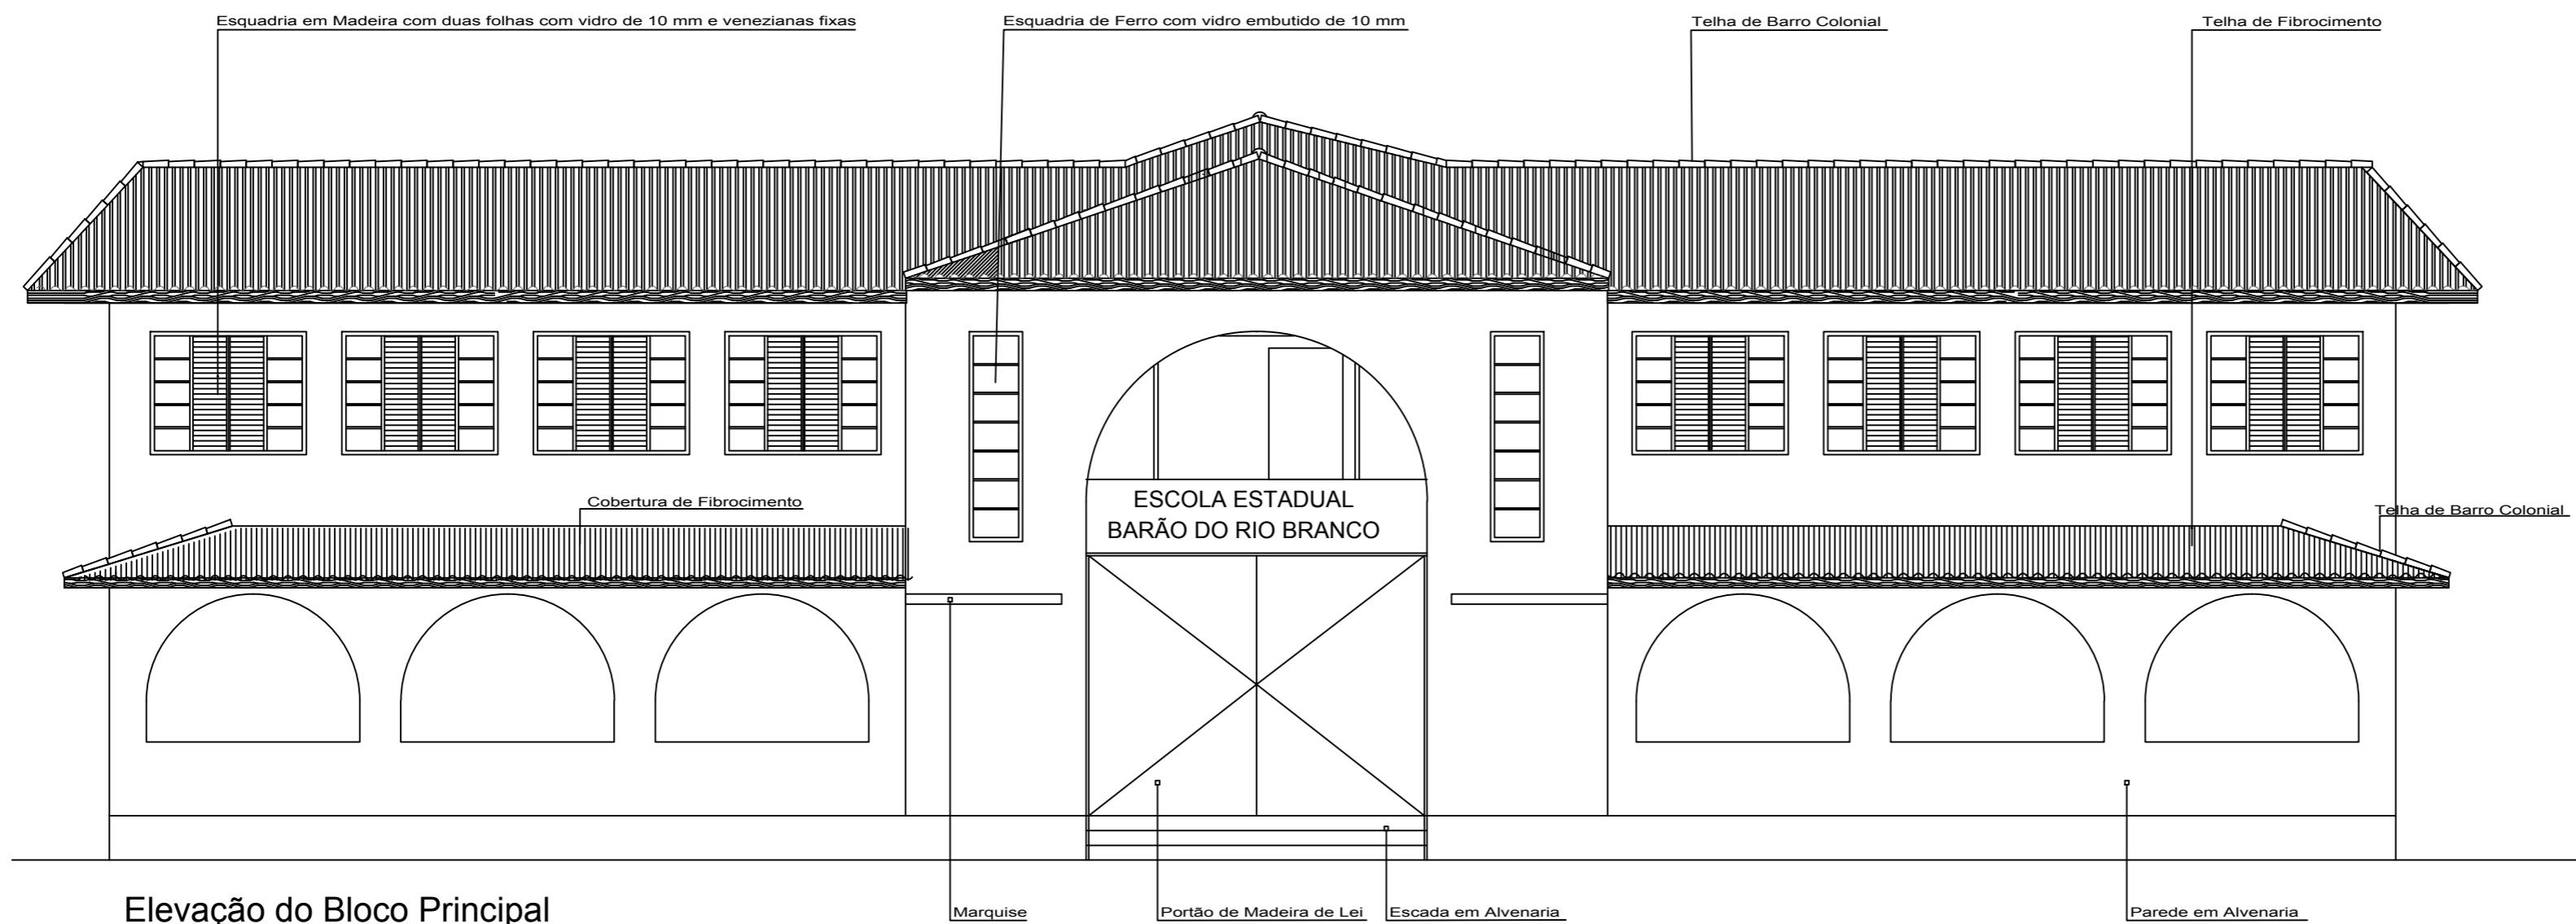 Esquadria em Madeira com duas folhas com vidro de 10 mm e venezianas fixas
Esquadria de Ferro com vidro embutido de 10 mm
Telha de Barro Colonial
Telha de Fibrocimento
Cobertura de Fibrocimento
ESCOLA ESTADUAL
BARÃO DO RIO BRANCO
Telha de Barro Colonial
Elevação do Bloco Principal
Marquise
Portão de Madeira de Lei
Escada em Alvenaria
Parede em Alvenaria